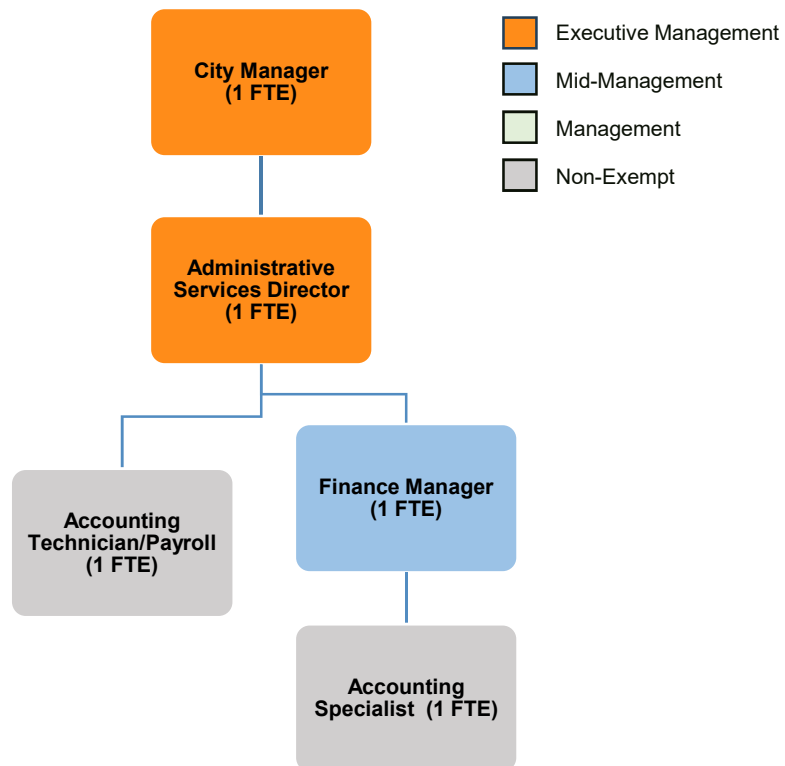 City Manager
(1 FTE)
Executive Management
Mid-Management
Management
Non-Exempt
Administrative
Services Director
(1 FTE)
Finance Manager
(1 FTE)
Accounting
Technician/Payroll
(1 FTE)
Accounting
Specialist  (1 FTE)